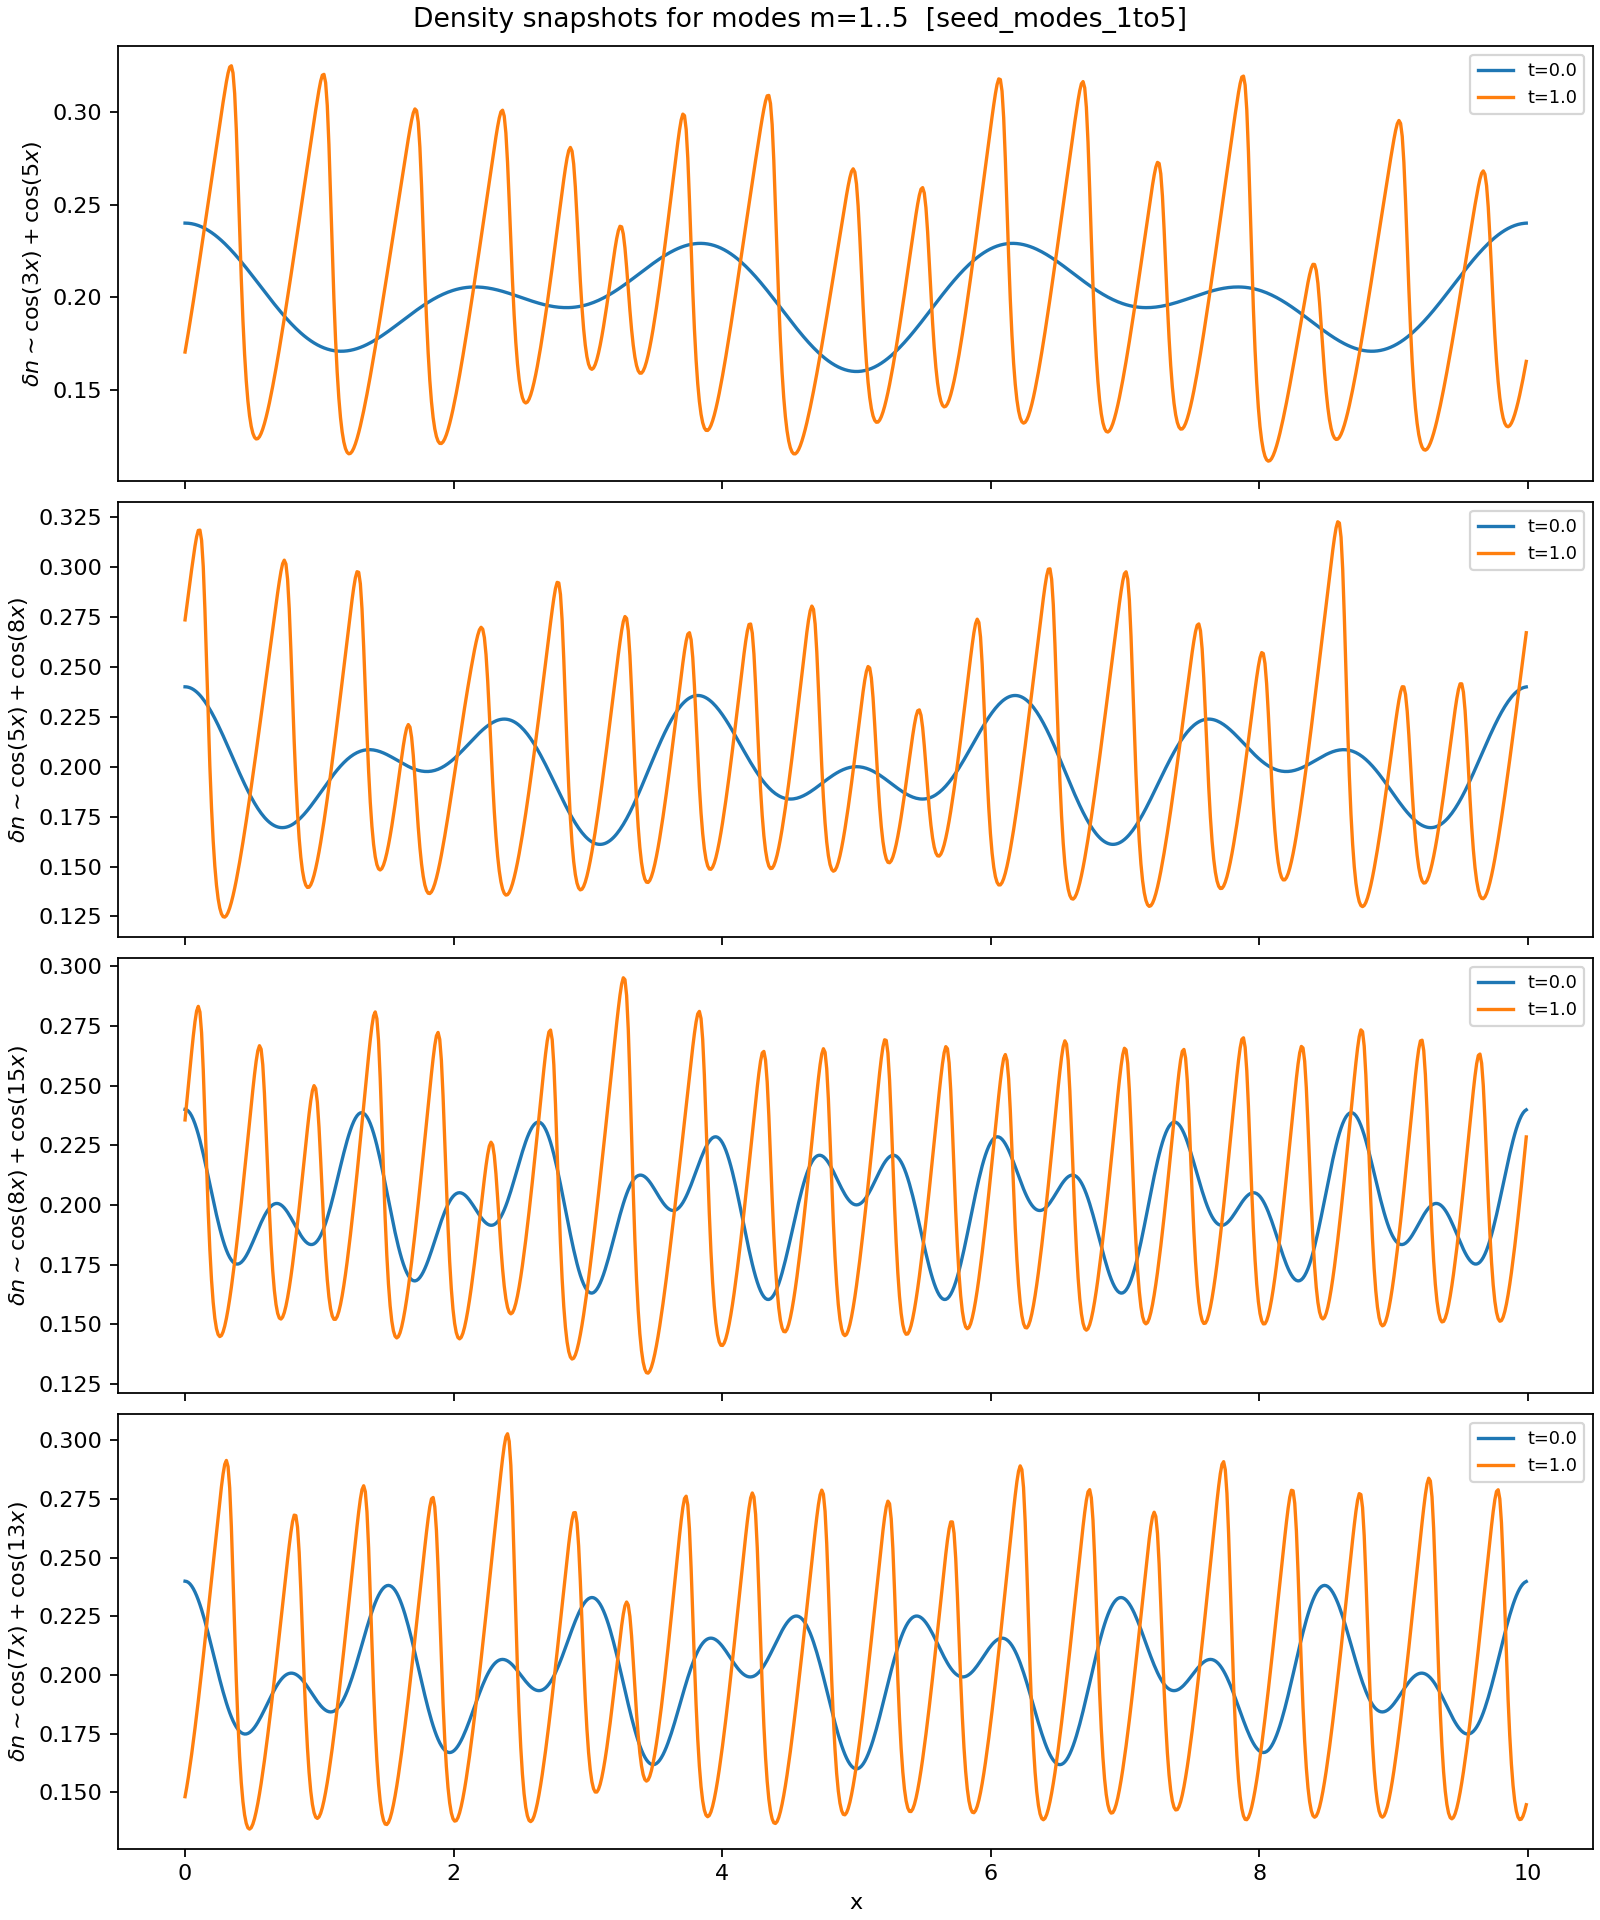 Density snapshots for modes m=1..5  [seed_modes_1to5]
δn ~ cos(3x) + cos(5x)
0.30
0.25
0.20
0.15
t=0.0
t=1.0
δn ~ cos(5x) + cos(8x)
0.325
0.300
0.275
0.250
0.225
0.200
0.175
0.150
0.125
t=0.0
t=1.0
δn ~ cos(8x) + cos(15x)
0.300
0.275
0.250
0.225
0.200
0.175
0.150
0.125
t=0.0
t=1.0
δn ~ cos(7x) + cos(13x)
0.300
0.275
0.250
0.225
0.200
0.175
0.150
t=0.0
t=1.0
0 2 4 6 8 10
x